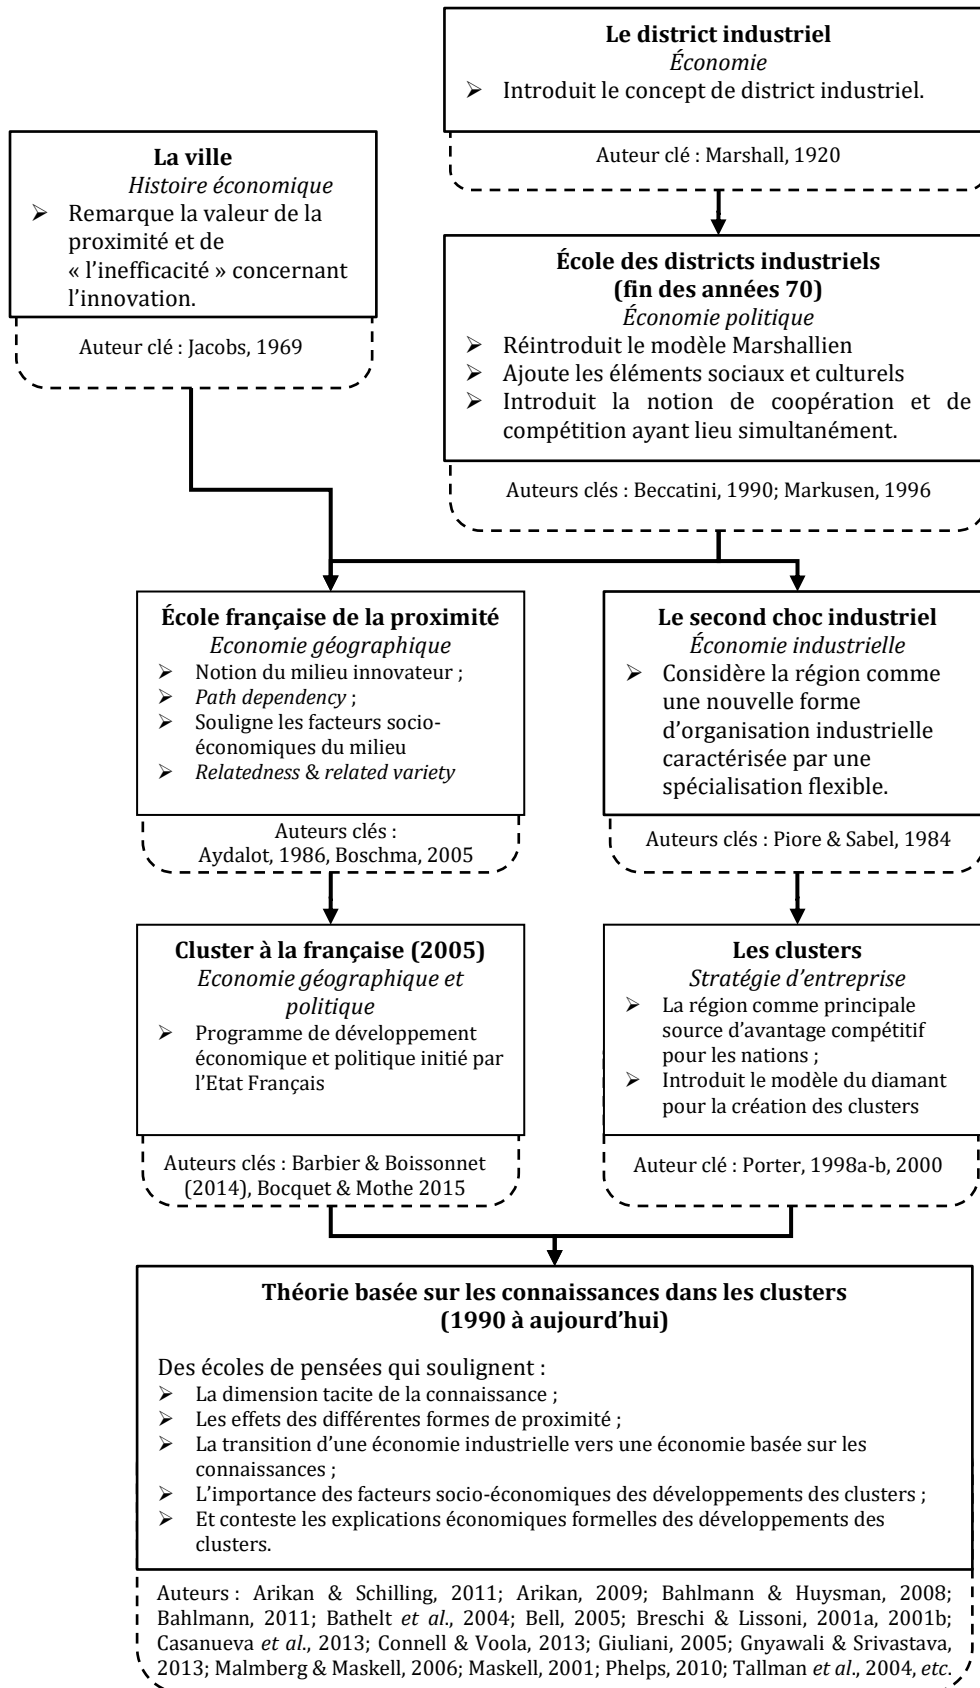 Le district industriel
Économie
➢ Introduit le concept de district industriel.
Auteur clé : Marshall, 1920
La ville
Histoire économique
➢ Remarque la valeur de la
proximité et de
« l’inefficacité » concernant
l’innovation.
Auteur clé : Jacobs, 1969
École des districts industriels
(fin des années 70)
Économie politique
➢ Réintroduit le modèle Marshallien
➢ Ajoute les éléments sociaux et culturels
➢ Introduit la notion de coopération et de
compétition ayant lieu simultanément.
Auteurs clés : Beccatini, 1990; Markusen, 1996
École française de la proximité
Economie géographique
➢ Notion du milieu innovateur ;
➢ Path dependency ;
➢ Souligne les facteurs socio-
économiques du milieu
➢ Relatedness & related variety
Auteurs clés :
Aydalot, 1986, Boschma, 2005
Le second choc industriel
Économie industrielle
➢ Considère la région comme
une nouvelle forme
d’organisation industrielle
caractérisée par une
spécialisation flexible.
Auteurs clés : Piore & Sabel, 1984
Cluster à la française (2005)
Economie géographique et
politique
➢ Programme de développement
économique et politique initié par
l’Etat Français
Auteurs clés : Barbier & Boissonnet
(2014), Bocquet & Mothe 2015
Les clusters
Stratégie d’entreprise
➢ La région comme principale
source d’avantage compétitif
pour les nations ;
➢ Introduit le modèle du diamant
pour la création des clusters
Auteur clé : Porter, 1998a-b, 2000
Théorie basée sur les connaissances dans les clusters
(1990 à aujourd’hui)
Des écoles de pensées qui soulignent :
➢ La dimension tacite de la connaissance ;
➢ Les effets des différentes formes de proximité ;
➢ La transition d’une économie industrielle vers une économie basée sur les
connaissances ;
➢ L’importance des facteurs socio-économiques des développements des clusters ;
➢ Et conteste les explications économiques formelles des développements des
clusters.
Auteurs : Arikan & Schilling, 2011; Arikan, 2009; Bahlmann & Huysman, 2008;
Bahlmann, 2011; Bathelt et al., 2004; Bell, 2005; Breschi & Lissoni, 2001a, 2001b;
Casanueva et al., 2013; Connell & Voola, 2013; Giuliani, 2005; Gnyawali & Srivastava,
2013; Malmberg & Maskell, 2006; Maskell, 2001; Phelps, 2010; Tallman et al., 2004, etc.